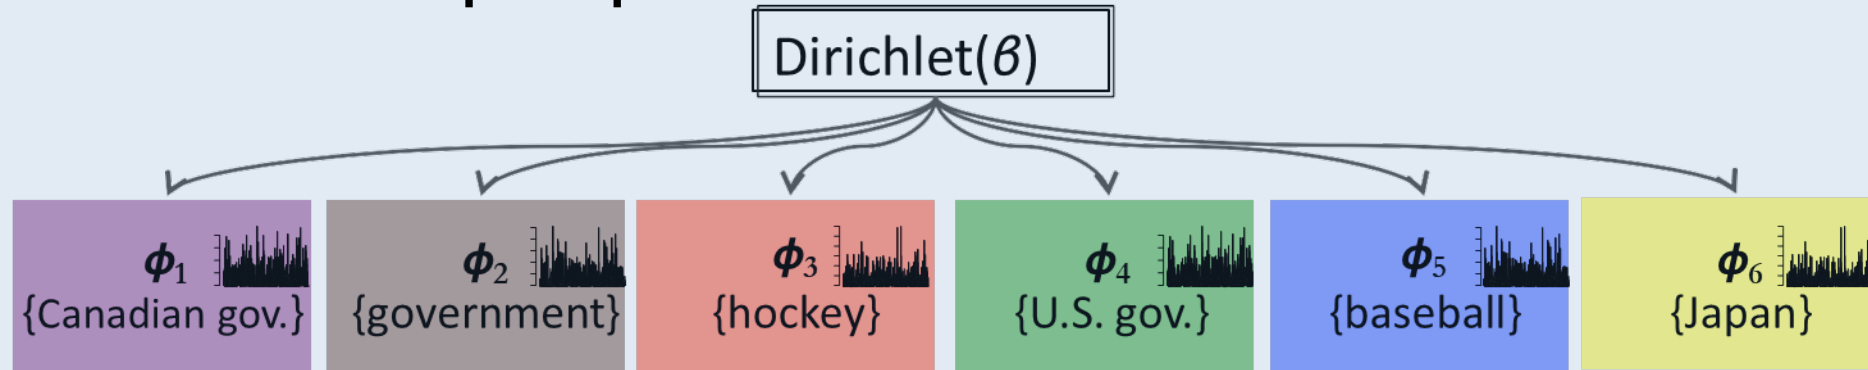 Dirichlet(β)
ϕ1 ϕ2 ϕ3 ϕ4 ϕ5 ϕ6
{Canadian gov.} {government} {hockey} {U.S. gov.} {baseball} {Japan}